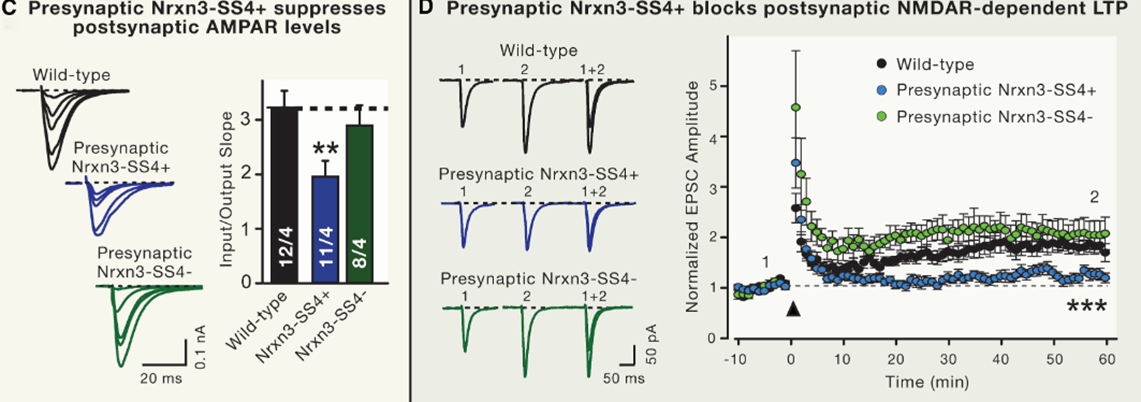 C Presynaptic Nrxn3-SS4+ suppresses
postsynaptic AMPAR levels
Wild-type
Presynaptic
Nrxn3-SS4+
Presynaptic
Nrxn3-SS4-
0.1 nA
20 ms
Input/Output Slope
3
2
1
0
**
12/4
11/4
8/4
Wild-type
Nrxn3-SS4+
Nrxn3-SS4-
D Presynaptic Nrxn3-SS4+ blocks postsynaptic NMDAR-dependent LTP
Wild-type
1 2 1+2
Presynaptic Nrxn3-SS4+
1 2 1+2
Presynaptic Nrxn3-SS4-
1 2 1+2
50 pA
50 ms
Normalized EPSC Amplitude
5
4
3
2
1
0
Wild-type
Presynaptic Nrxn3-SS4+
Presynaptic Nrxn3-SS4-
1
2
***
-10 0 10 20 30 40 50 60
Time (min)